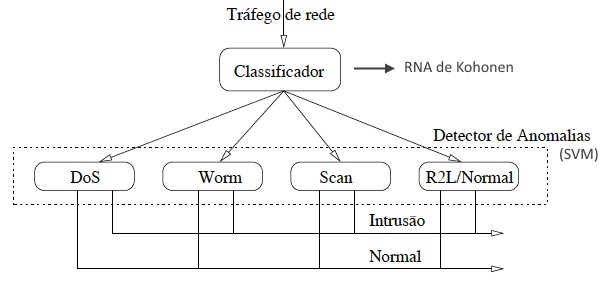 Tráfego de rede
Classificador
RNA de Kohonen
Detector de Anomalias
(SVM)
DoS
Worm
Scan
R2L/Normal
Intrusão
Normal